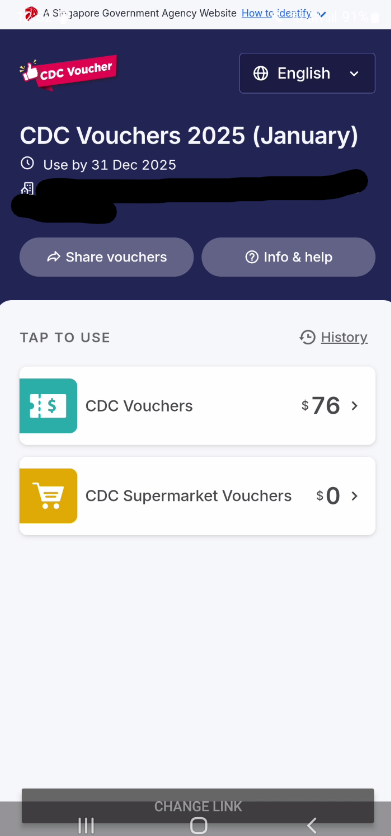 A Singapore Government Agency Website How to identify
CDC Voucher
English
CDC Vouchers 2025 (January)
Use by 31 Dec 2025
Share vouchers
Info & help
TAP TO USE
History
CDC Vouchers
$76
CDC Supermarket Vouchers
$0
CHANGE LINK